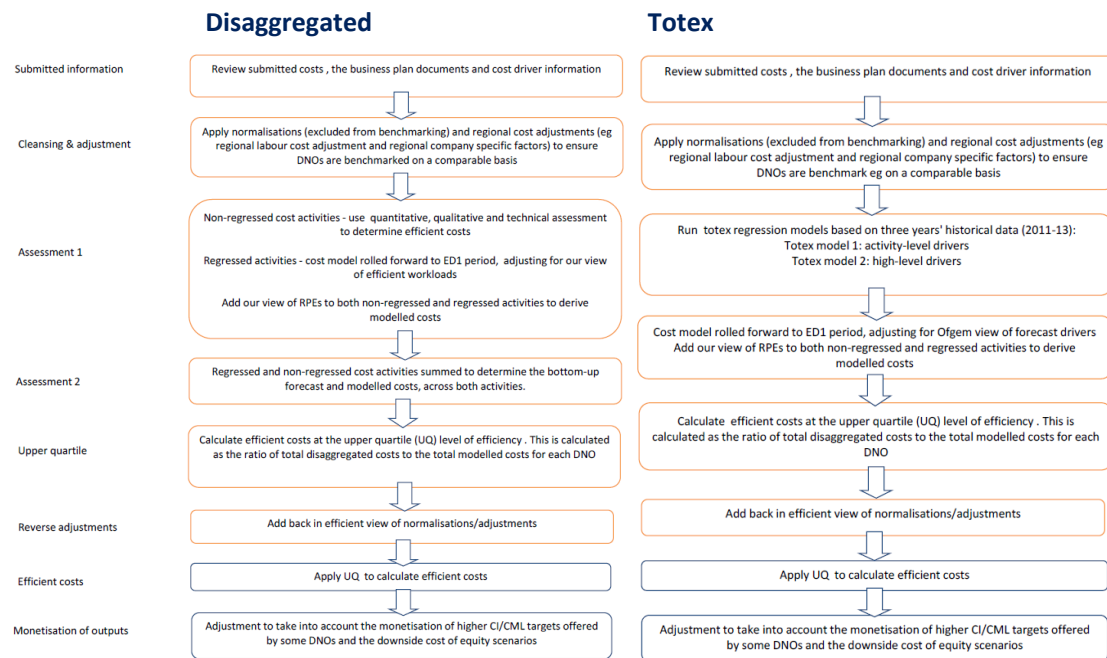 Disaggregated
Totex
Submitted information
Review submitted costs , the business plan documents and cost driver information
Review submitted costs , the business plan documents and cost driver information
Cleansing & adjustment
Apply normalisations (excluded from benchmarking) and regional cost adjustments (eg
regional labour cost adjustment and regional company specific factors) to ensure
DNOs are benchmarked on a comparable basis
Apply normalisations (excluded from benchmarking) and regional cost adjustments (eg
regional labour cost adjustment and regional company specific factors) to ensure
DNOs are benchmark eg on a comparable basis
Assessment 1
Non-regressed cost activities - use quantitative, qualitative and technical assessment
to determine efficient costs
Regressed activities - cost model rolled forward to ED1 period, adjusting for our view
of efficient workloads
Add our view of RPEs to both non-regressed and regressed activities to derive
modelled costs
Run totex regression models based on three years' historical data (2011-13):
Totex model 1: activity-level drivers
Totex model 2: high-level drivers
Assessment 2
Regressed and non-regressed cost activities summed to determine the bottom-up
forecast and modelled costs, across both activities.
Cost model rolled forward to ED1 period, adjusting for Ofgem view of forecast drivers
Add our view of RPEs to both non-regressed and regressed activities to derive
modelled costs
Upper quartile
Calculate efficient costs at the upper quartile (UQ) level of efficiency . This is calculated
as the ratio of total disaggregated costs to the total modelled costs for each DNO
Calculate efficient costs at the upper quartile (UQ) level of efficiency . This is
calculated as the ratio of total disaggregated costs to the total modelled costs for each
DNO
Reverse adjustments
Add back in efficient view of normalisations/adjustments
Add back in efficient view of normalisations/adjustments
Efficient costs
Apply UQ to calculate efficient costs
Apply UQ to calculate efficient costs
Monetisation of outputs
Adjustment to take into account the monetisation of higher CI/CML targets offered
by some DNOs and the downside cost of equity scenarios
Adjustment to take into account the monetisation of higher CI/CML targets offered
by some DNOs and the downside cost of equity scenarios